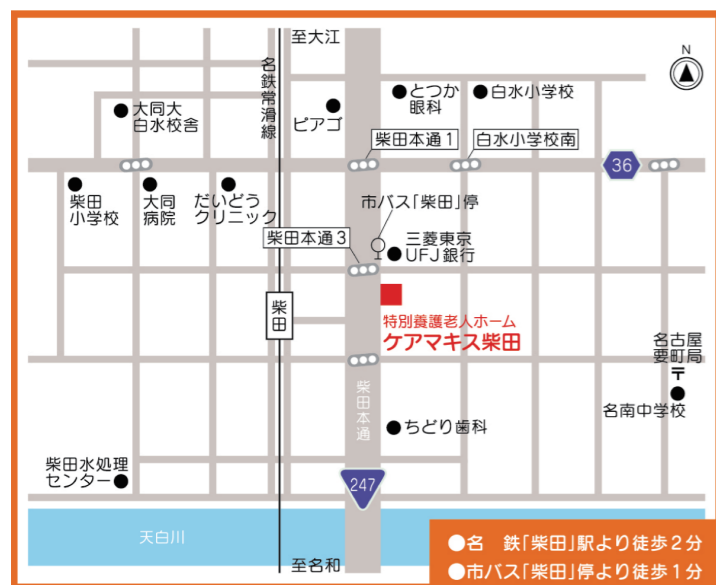 至大江
N
名鉄常滑線
とつか
眼科
白水小学校
大同大
白水校舎
ピアゴ
柴田本通1
白水小学校南
36
柴田
小学校
大同
病院
だいどう
クリニック
市バス「柴田」停
柴田本通3
三菱東京
UFJ銀行
柴田
特別養護老人ホーム
ケアマキス柴田
名古屋
要町局
〒
柴田本通
名南中学校
ちどり歯科
柴田水処理
センター
247
天白川
至名和
●名 鉄「柴田」駅より徒歩2分
●市バス「柴田」停より徒歩1分